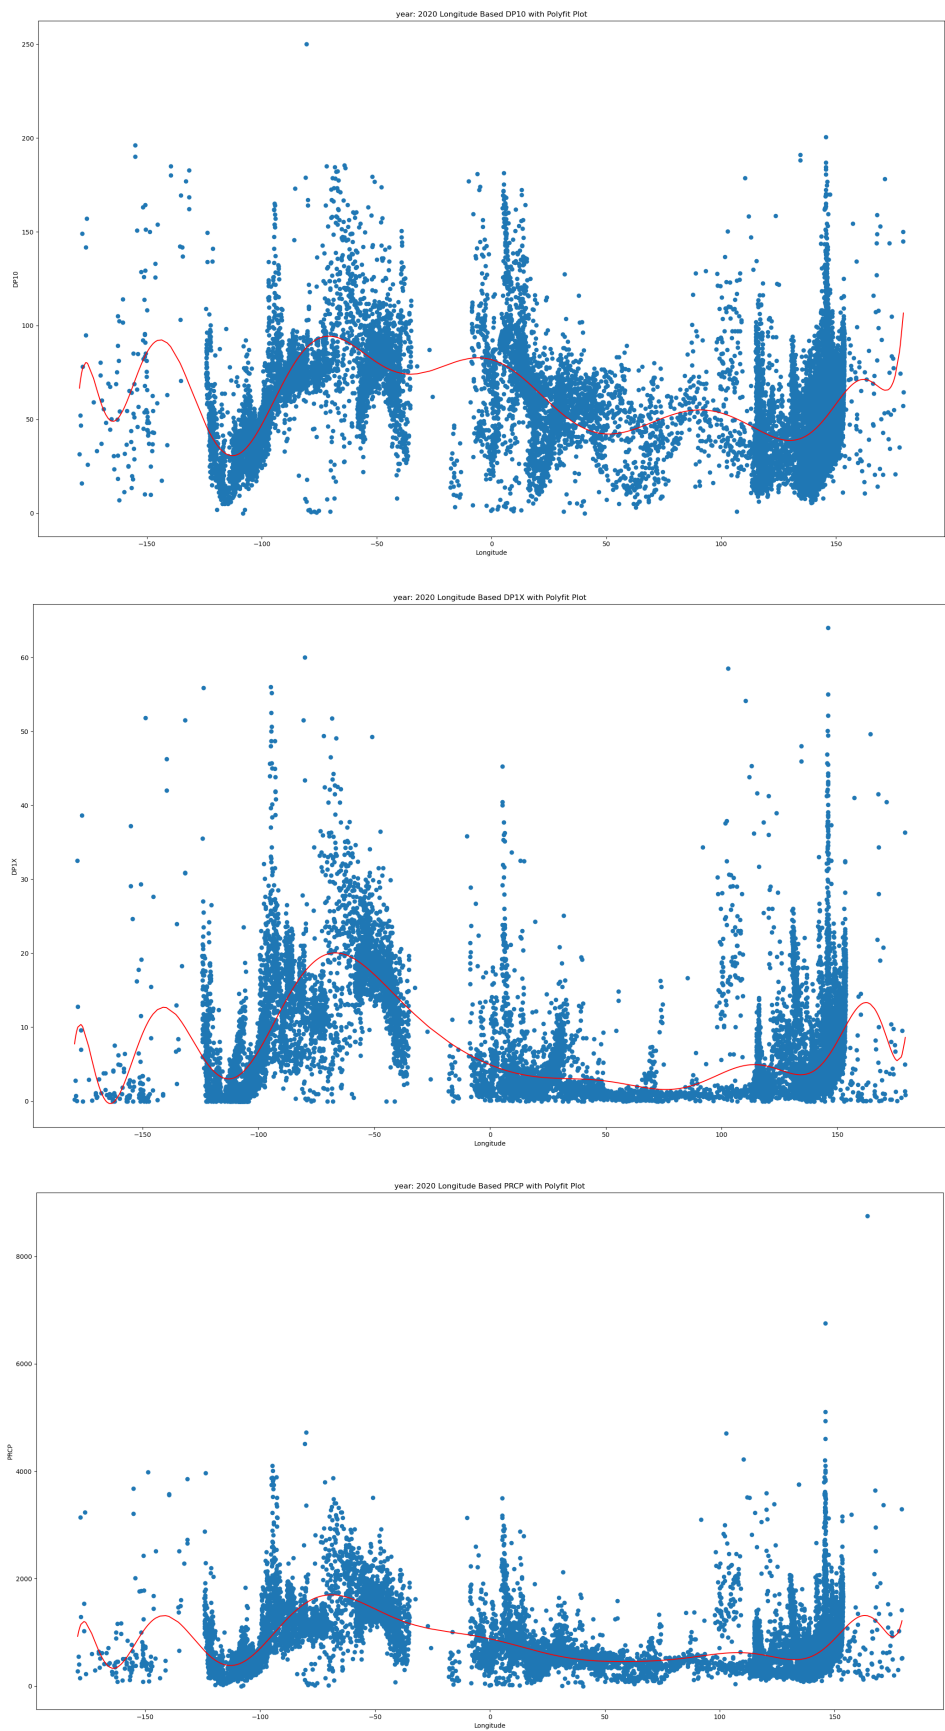 year: 2020 Longitude Based DP10 with Polyfit Plot
250
200
150
100
50
0
DP10
−150 −100 −50 0 50 100 150
Longitude
year: 2020 Longitude Based DP1X with Polyfit Plot
60
50
40
30
20
10
0
DP1X
−150 −100 −50 0 50 100 150
Longitude
year: 2020 Longitude Based PRCP with Polyfit Plot
8000
6000
4000
2000
0
PRCP
−150 −100 −50 0 50 100 150
Longitude